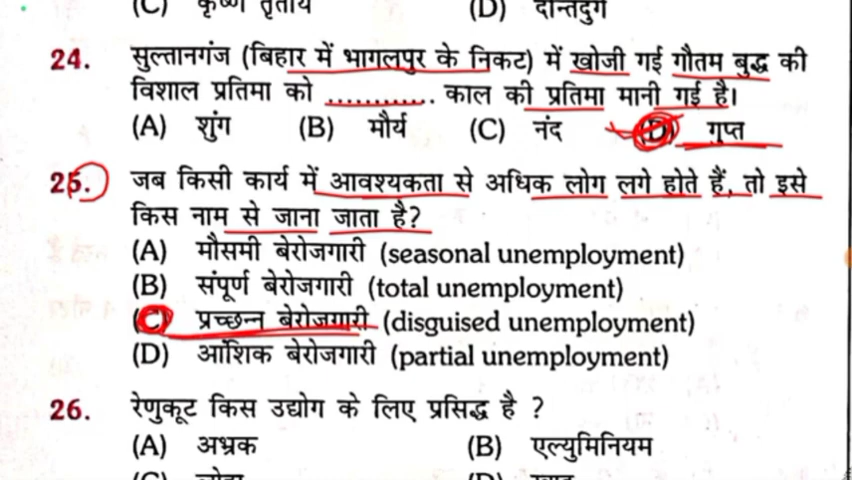 (C) कृष्ण तृतीय (D) दन्तिदुर्ग
24. सुल्तानगंज (बिहार में भागलपुर के निकट) में खोजी गई गौतम बुद्ध की
विशाल प्रतिमा को ............ काल की प्रतिमा मानी गई है।
(A) शुंग (B) मौर्य (C) नंद (D) गुप्त
25. जब किसी कार्य में आवश्यकता से अधिक लोग लगे होते हैं, तो इसे
किस नाम से जाना जाता है?
(A) मौसमी बेरोजगारी (seasonal unemployment)
(B) संपूर्ण बेरोजगारी (total unemployment)
(C) प्रच्छन्न बेरोजगारी (disguised unemployment)
(D) आंशिक बेरोजगारी (partial unemployment)
26. रेणुकूट किस उद्योग के लिए प्रसिद्ध है ?
(A) अभ्रक (B) एल्युमिनियम
(C) (D)